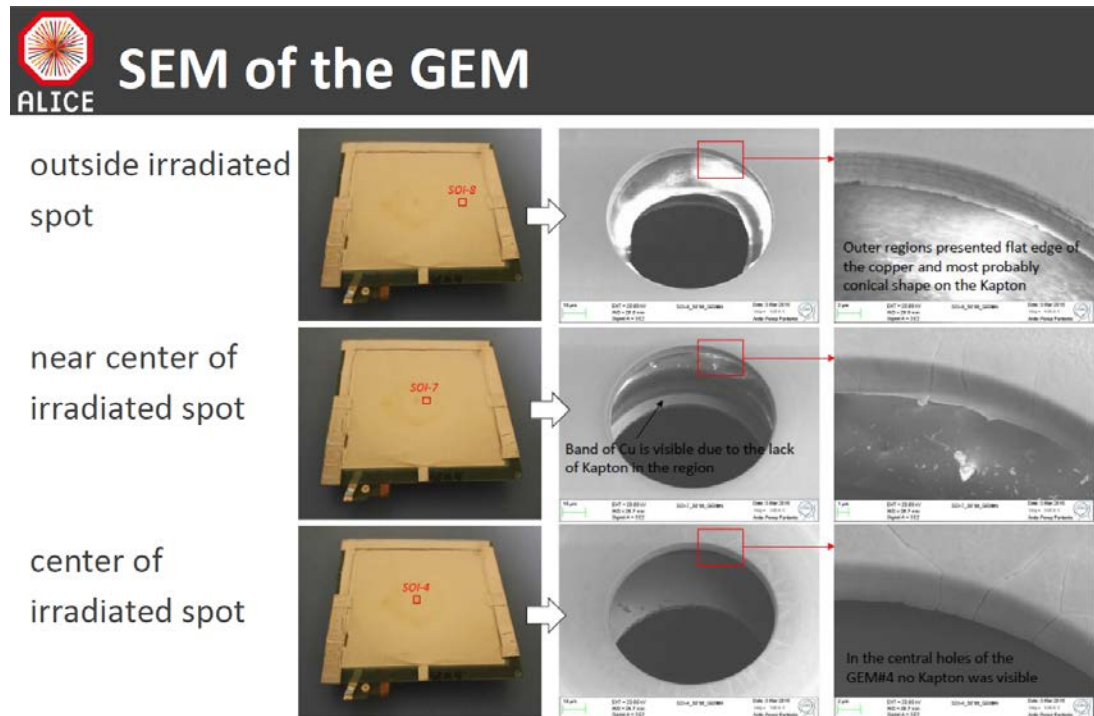 ALICE
SEM of the GEM
outside irradiated
spot
SOI-8
Outer regions presented flat edge of
the copper and most probably
conical shape on the Kapton
near center of
irradiated spot
SOI-7
Band of Cu is visible due to the lack
of Kapton in the region
center of
irradiated spot
SOI-4
In the central holes of the
GEM#4 no Kapton was visible